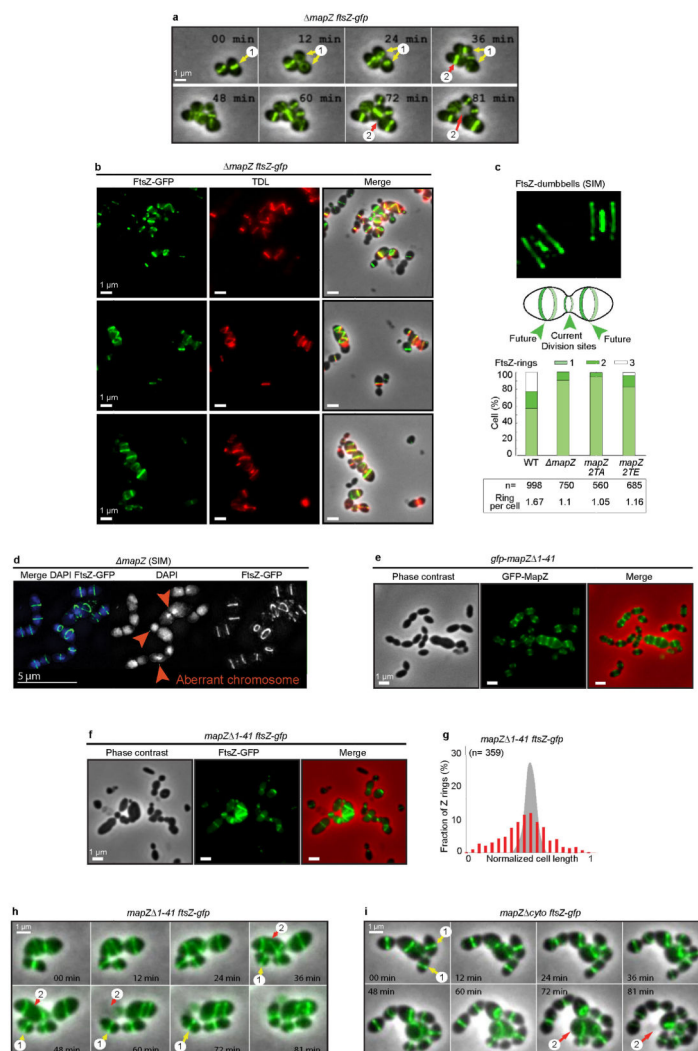 ΔmapZ ftsZ-gfp
a
00 min 12 min 24 min 36 min
1 1 1 1
2
1 µm
48 min 60 min 72 min 81 min
2 2
b
ΔmapZ ftsZ-gfp
FtsZ-GFP TDL Merge
1 µm
1 µm
1 µm
c
FtsZ-dumbbells (SIM)
Future Current Future
Division sites
FtsZ-rings 1 2 3
Cell (%)
100
80
60
40
20
0
WT ΔmapZ mapZ 2TA mapZ 2TE
n= 998 750 560 685
Ring per cell 1.67 1.1 1.05 1.16
d
ΔmapZ (SIM)
Merge DAPI FtsZ-GFP DAPI FtsZ-GFP
Aberrant chromosome
5 µm
e
gfp-mapZΔ1-41
Phase contrast GFP-MapZ Merge
1 µm
f
mapZΔ1-41 ftsZ-gfp
Phase contrast FtsZ-GFP Merge
1 µm
g
mapZΔ1-41 ftsZ-gfp
(n= 359)
Fraction of Z rings (%)
30
20
10
0
0 Normalized cell length 1
h
mapZΔ1-41 ftsZ-gfp
1 µm
2
1
00 min 12 min 24 min 36 min
2 2
1 1 1
48 min 60 min 72 min 81 min
i
mapZΔcyto ftsZ-gfp
1 µm
1
1
00 min 12 min 24 min 36 min
48 min 60 min 72 min 81 min
2 2